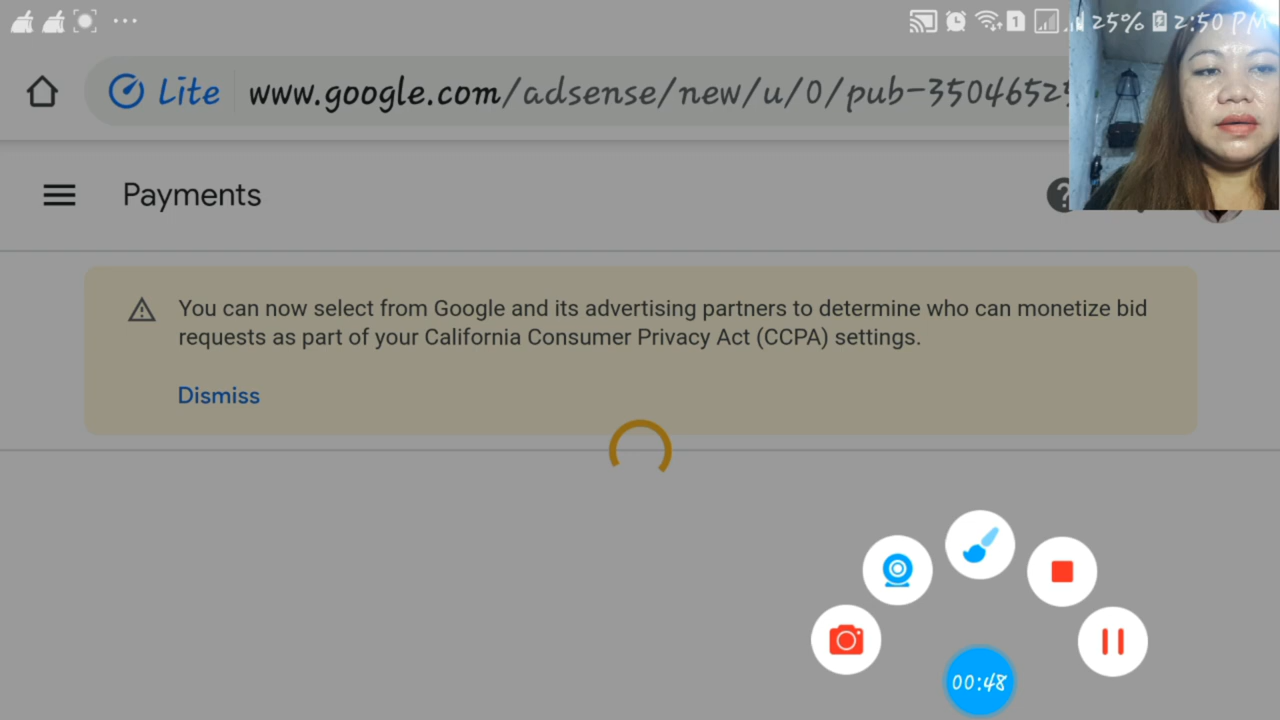 25% 2:50 PM
Lite www.google.com/adsense/new/u/0/pub-3504652
Payments
You can now select from Google and its advertising partners to determine who can monetize bid
requests as part of your California Consumer Privacy Act (CCPA) settings.
Dismiss
00:48